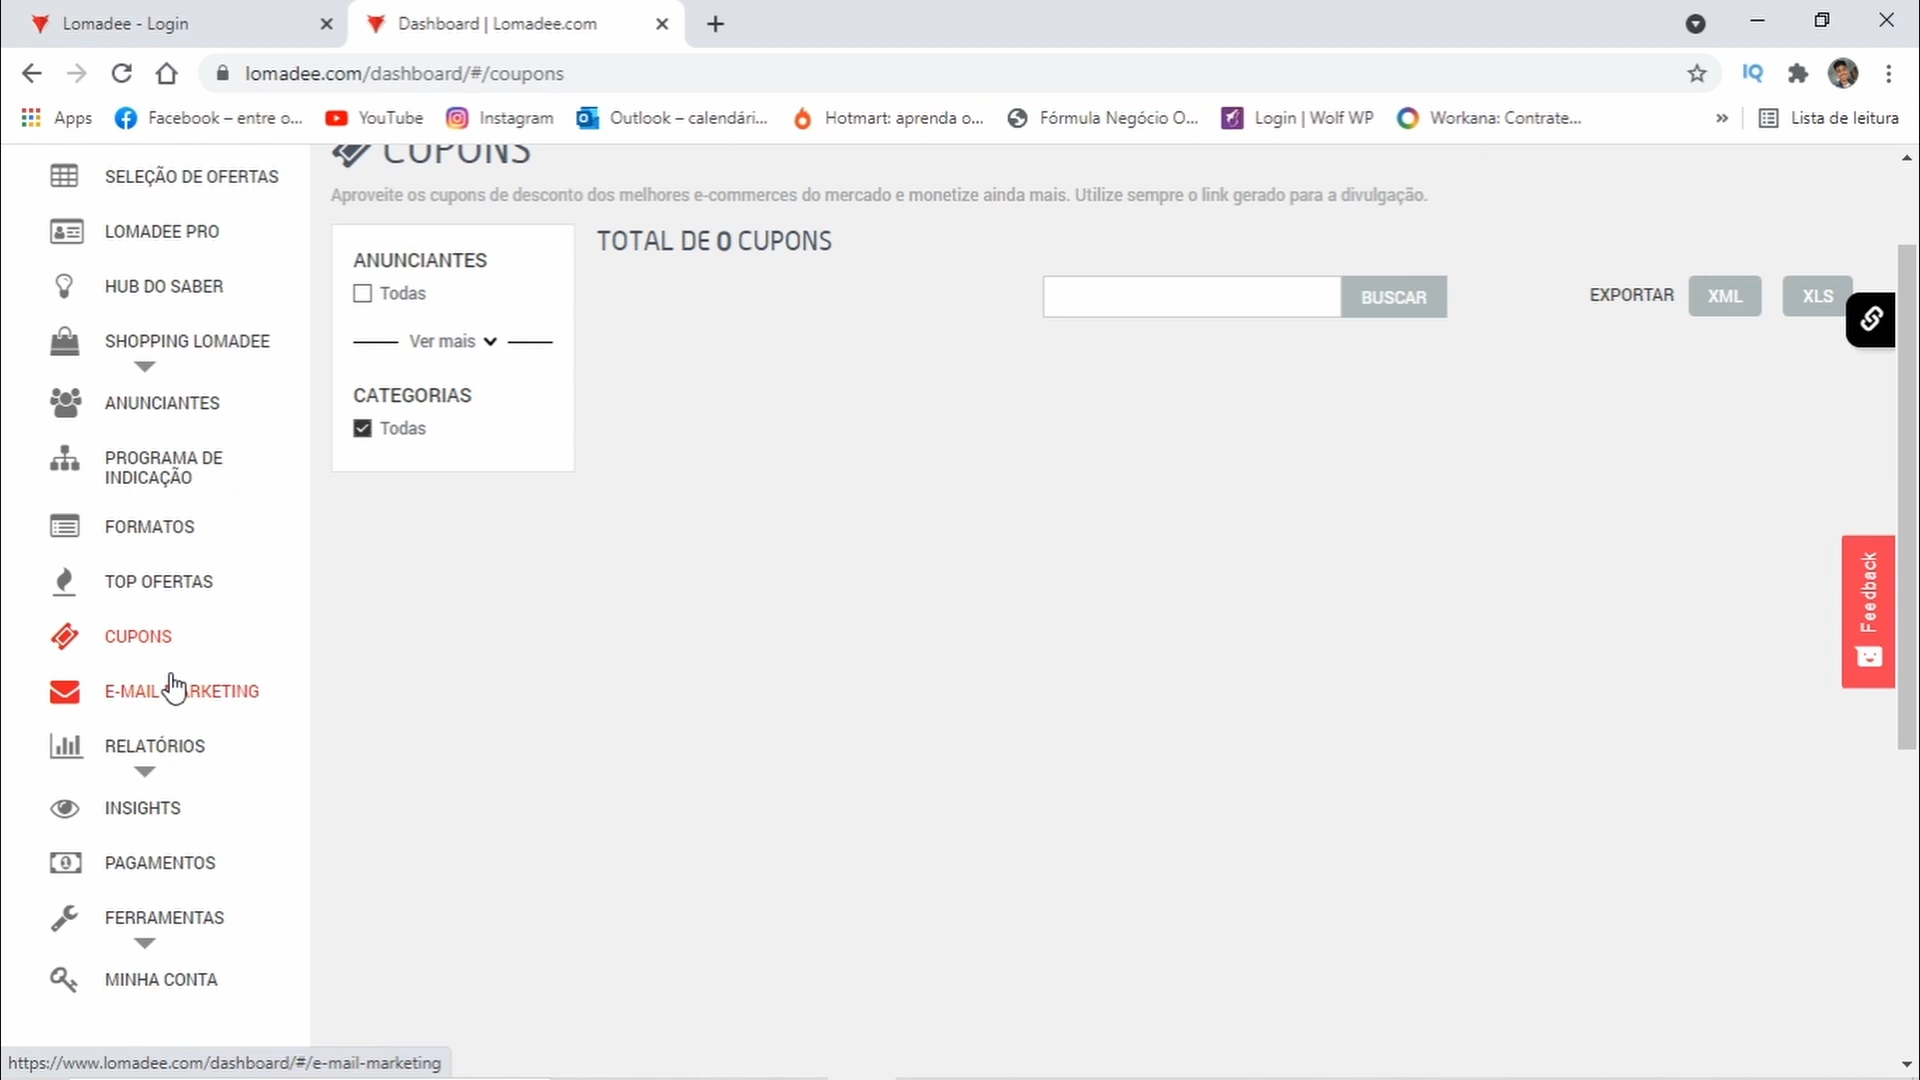 Lomadee - Login
Dashboard | Lomadee.com
lomadee.com/dashboard/#/coupons
IQ
Apps
Facebook – entre o...
YouTube
Instagram
Outlook – calendári...
Hotmart: aprenda o...
Fórmula Negócio O...
Login | Wolf WP
Workana: Contrate...
»
Lista de leitura
CUPONS
Aproveite os cupons de desconto dos melhores e-commerces do mercado e monetize ainda mais. Utilize sempre o link gerado para a divulgação.
SELEÇÃO DE OFERTAS
LOMADEE PRO
HUB DO SABER
SHOPPING LOMADEE
ANUNCIANTES
PROGRAMA DE
INDICAÇÃO
FORMATOS
TOP OFERTAS
CUPONS
E-MAIL MARKETING
RELATÓRIOS
INSIGHTS
PAGAMENTOS
FERRAMENTAS
MINHA CONTA
ANUNCIANTES
Todas
Ver mais
CATEGORIAS
Todas
TOTAL DE 0 CUPONS
BUSCAR
EXPORTAR
XML
XLS
Feedback
https://www.lomadee.com/dashboard/#/e-mail-marketing